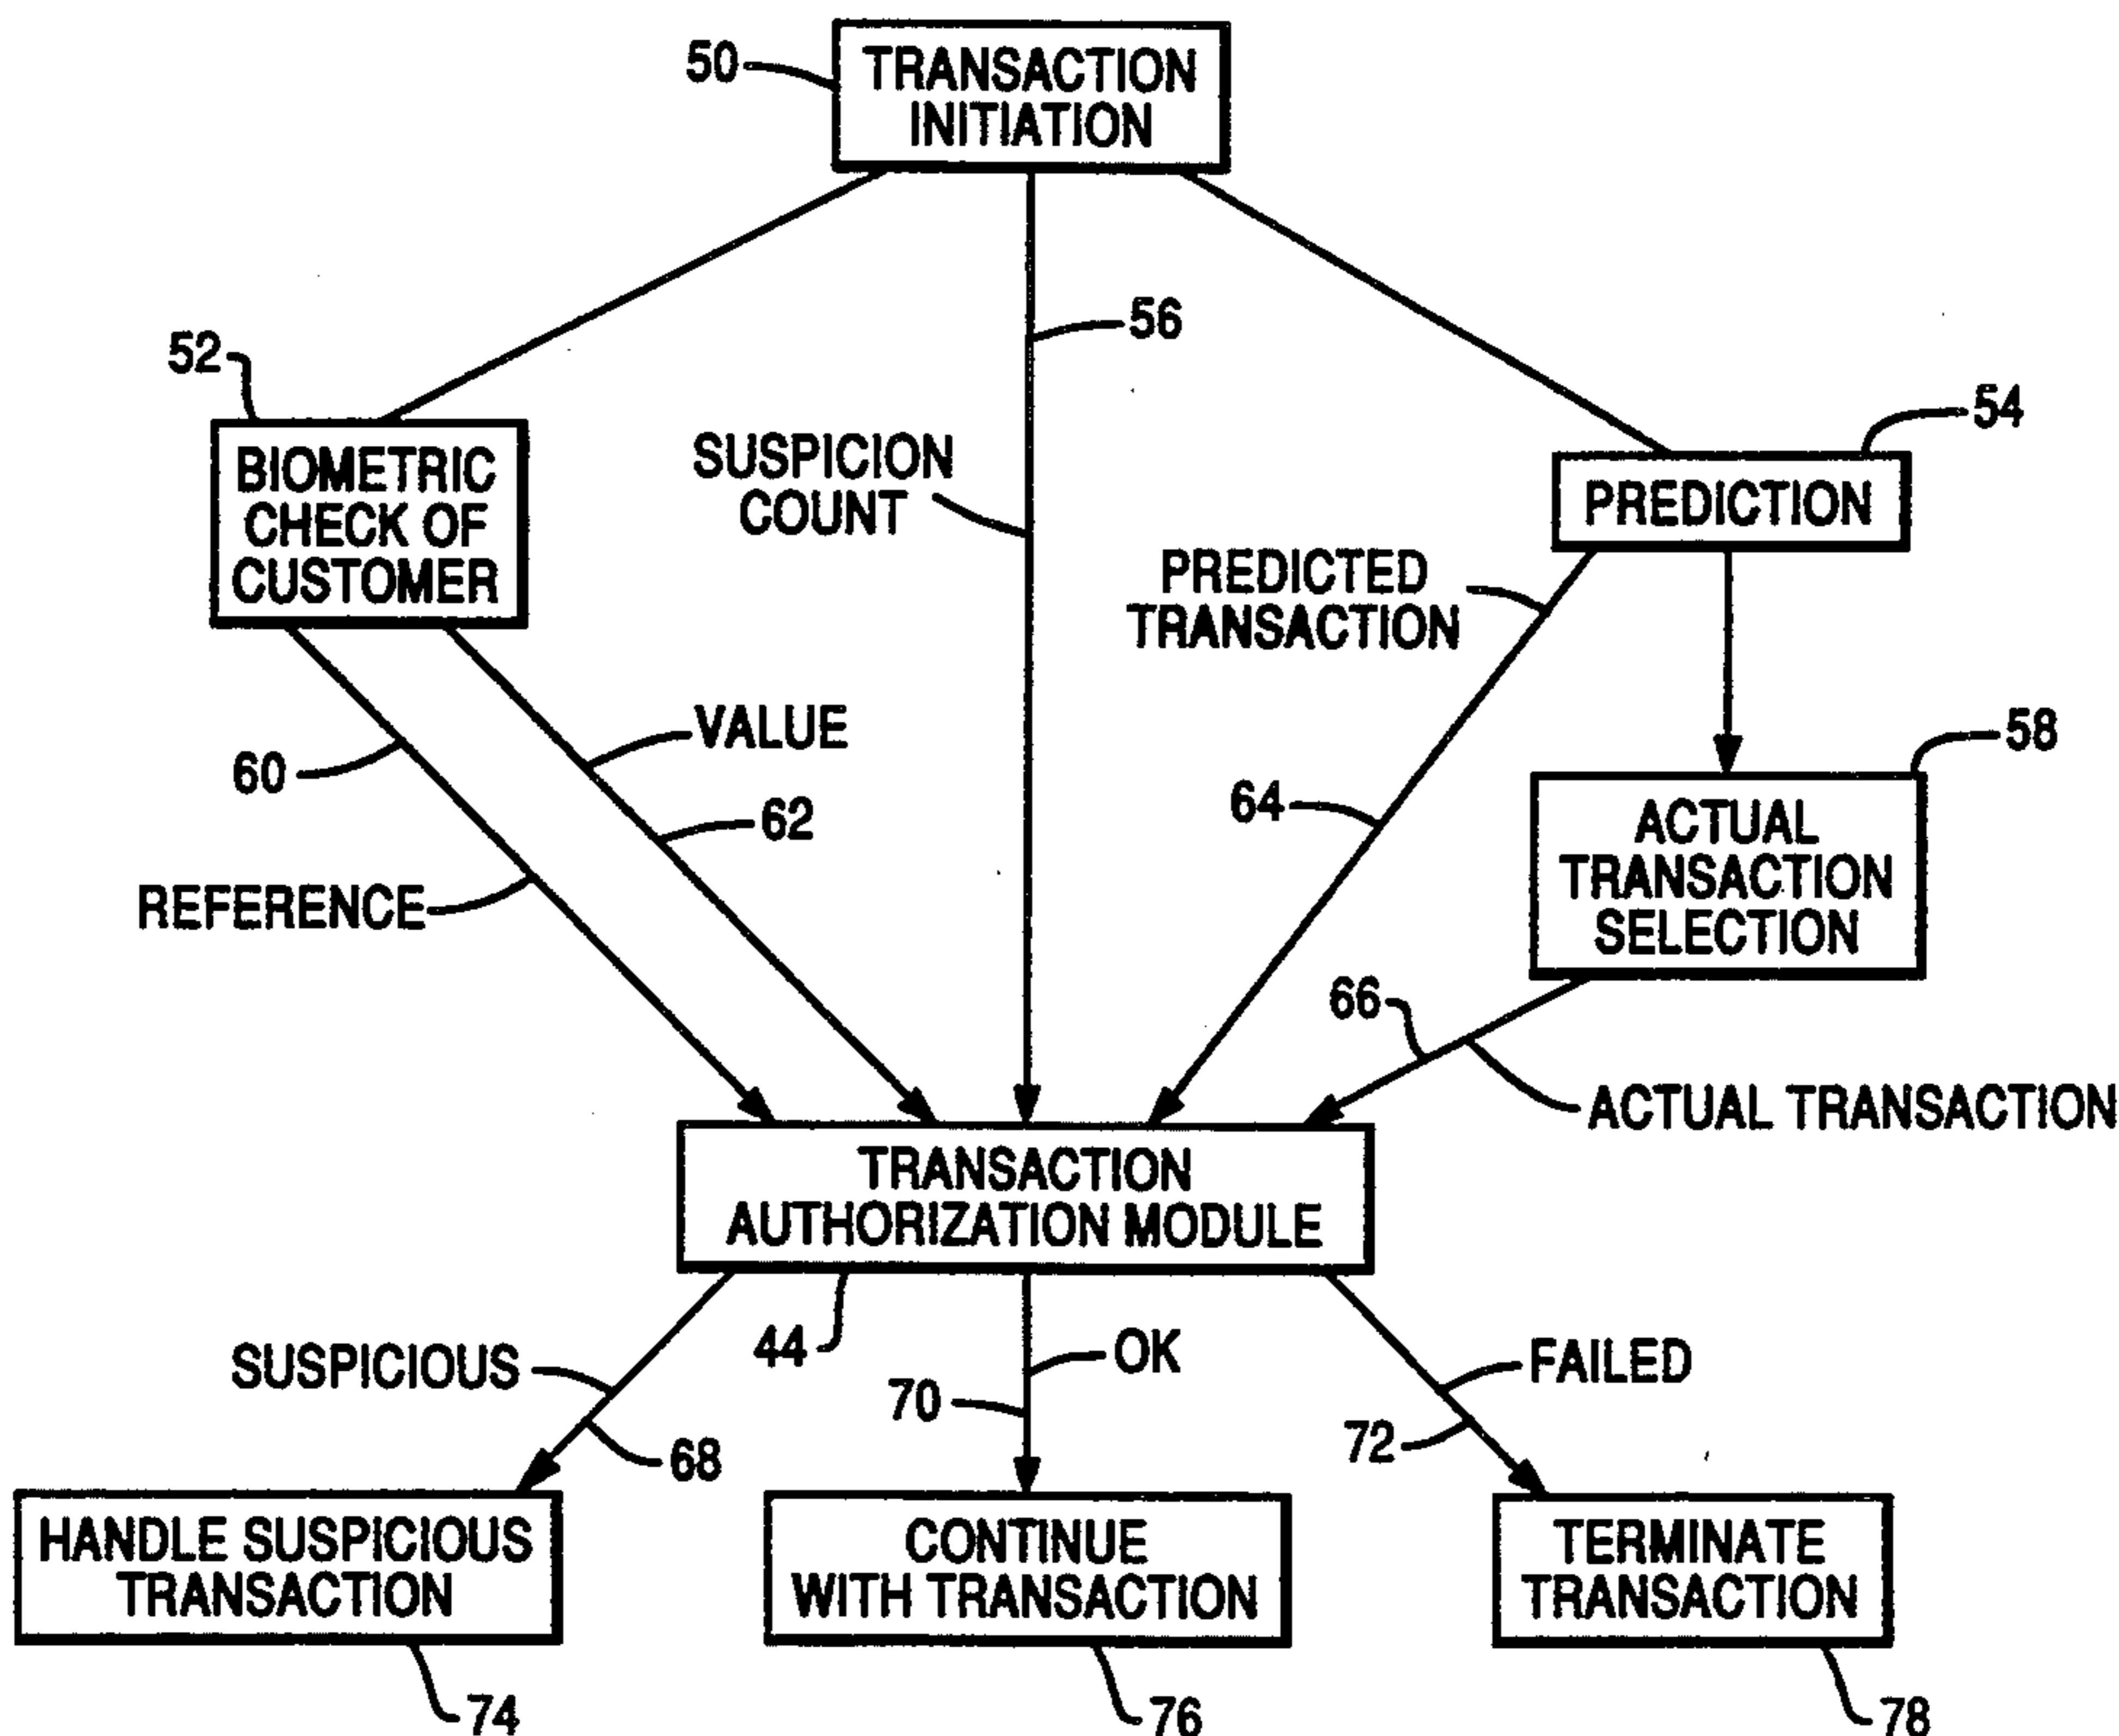 50
TRANSACTION
INITIATION
56
52
54
BIOMETRIC
CHECK OF
CUSTOMER
SUSPICION
COUNT
PREDICTION
PREDICTED
TRANSACTION
VALUE
58
60
62
64
ACTUAL
TRANSACTION
SELECTION
REFERENCE
66
ACTUAL TRANSACTION
TRANSACTION
AUTHORIZATION MODULE
44
SUSPICIOUS
OK
FAILED
70
72
68
HANDLE SUSPICIOUS
TRANSACTION
CONTINUE
WITH TRANSACTION
TERMINATE
TRANSACTION
74
76
78